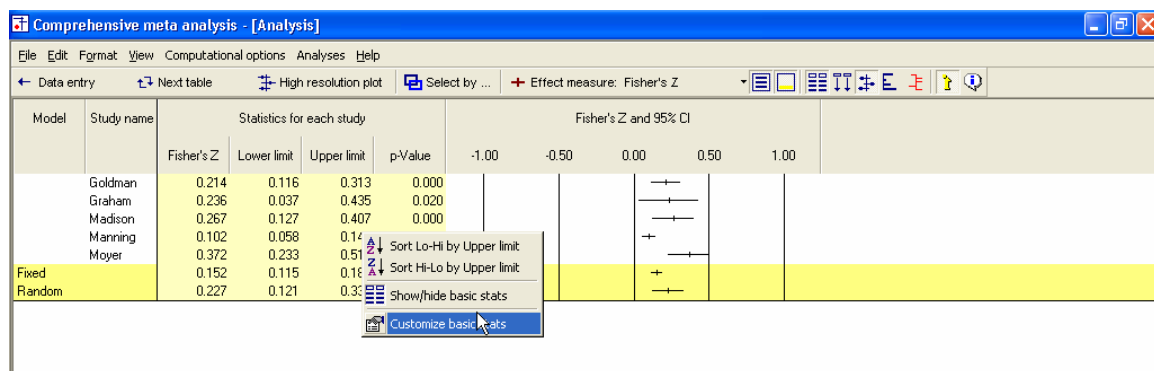 Comprehensive meta analysis - [Analysis]
File Edit Format View Computational options Analyses Help
Data entry Next table High resolution plot Select by ... Effect measure: Fisher's Z
Model Study name Statistics for each study Fisher's Z and 95% CI
Fisher's Z Lower limit Upper limit p-Value -1.00 -0.50 0.00 0.50 1.00
Goldman 0.214 0.116 0.313 0.000
Graham 0.236 0.037 0.435 0.020
Madison 0.267 0.127 0.407 0.000
Manning 0.102 0.058
Moyer 0.372 0.233
Fixed 0.152 0.115
Random 0.227 0.121
Sort Lo-Hi by Upper limit
Sort Hi-Lo by Upper limit
Show/hide basic stats
Customize basic stats